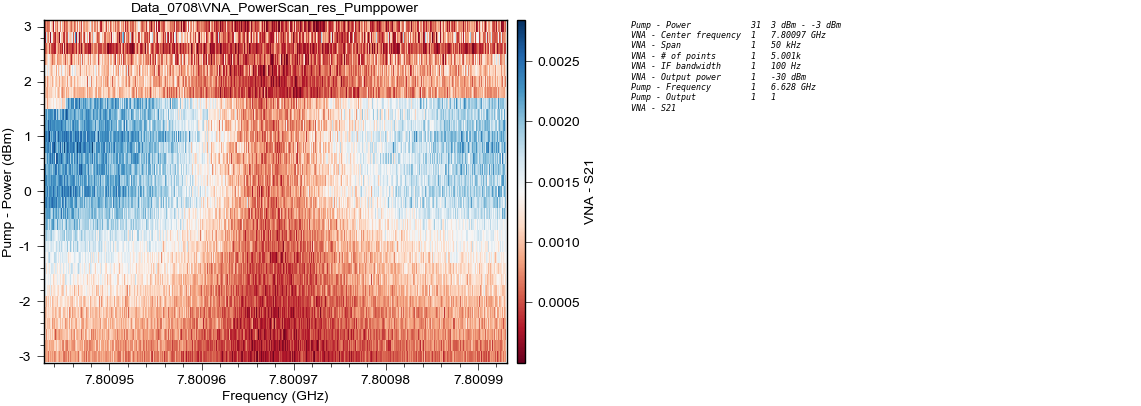 Data_0708\VNA_PowerScan_res_Pumppower
3
2
1
0
-1
-2
-3
Pump - Power (dBm)
7.80095
7.80096
7.80097
7.80098
7.80099
Frequency (GHz)
0.0025
0.0020
0.0015
0.0010
0.0005
VNA - S21
Pump - Power 31 3 dBm - -3 dBm
VNA - Center frequency 1 7.80097 GHz
VNA - Span 1 50 kHz
VNA - # of points 1 5.001k
VNA - IF bandwidth 1 100 Hz
VNA - Output power 1 -30 dBm
Pump - Frequency 1 6.628 GHz
Pump - Output 1 1
VNA - S21